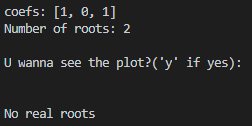 coefs: [1, 0, 1]
Number of roots: 2
U wanna see the plot?('y' if yes):
No real roots